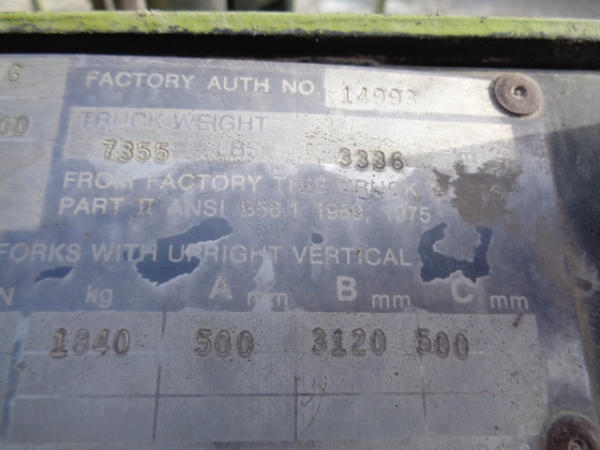 G FACTORY AUTH NO. 14993
00 TRUCK WEIGHT
7355 LBS 3336
FROM FACTORY THIS TRUCK
PART II ANSI B56.1 1969, 1975
FORKS WITH UPRIGHT VERTICAL
N kg A mm B mm C mm
1840 500 3120 500